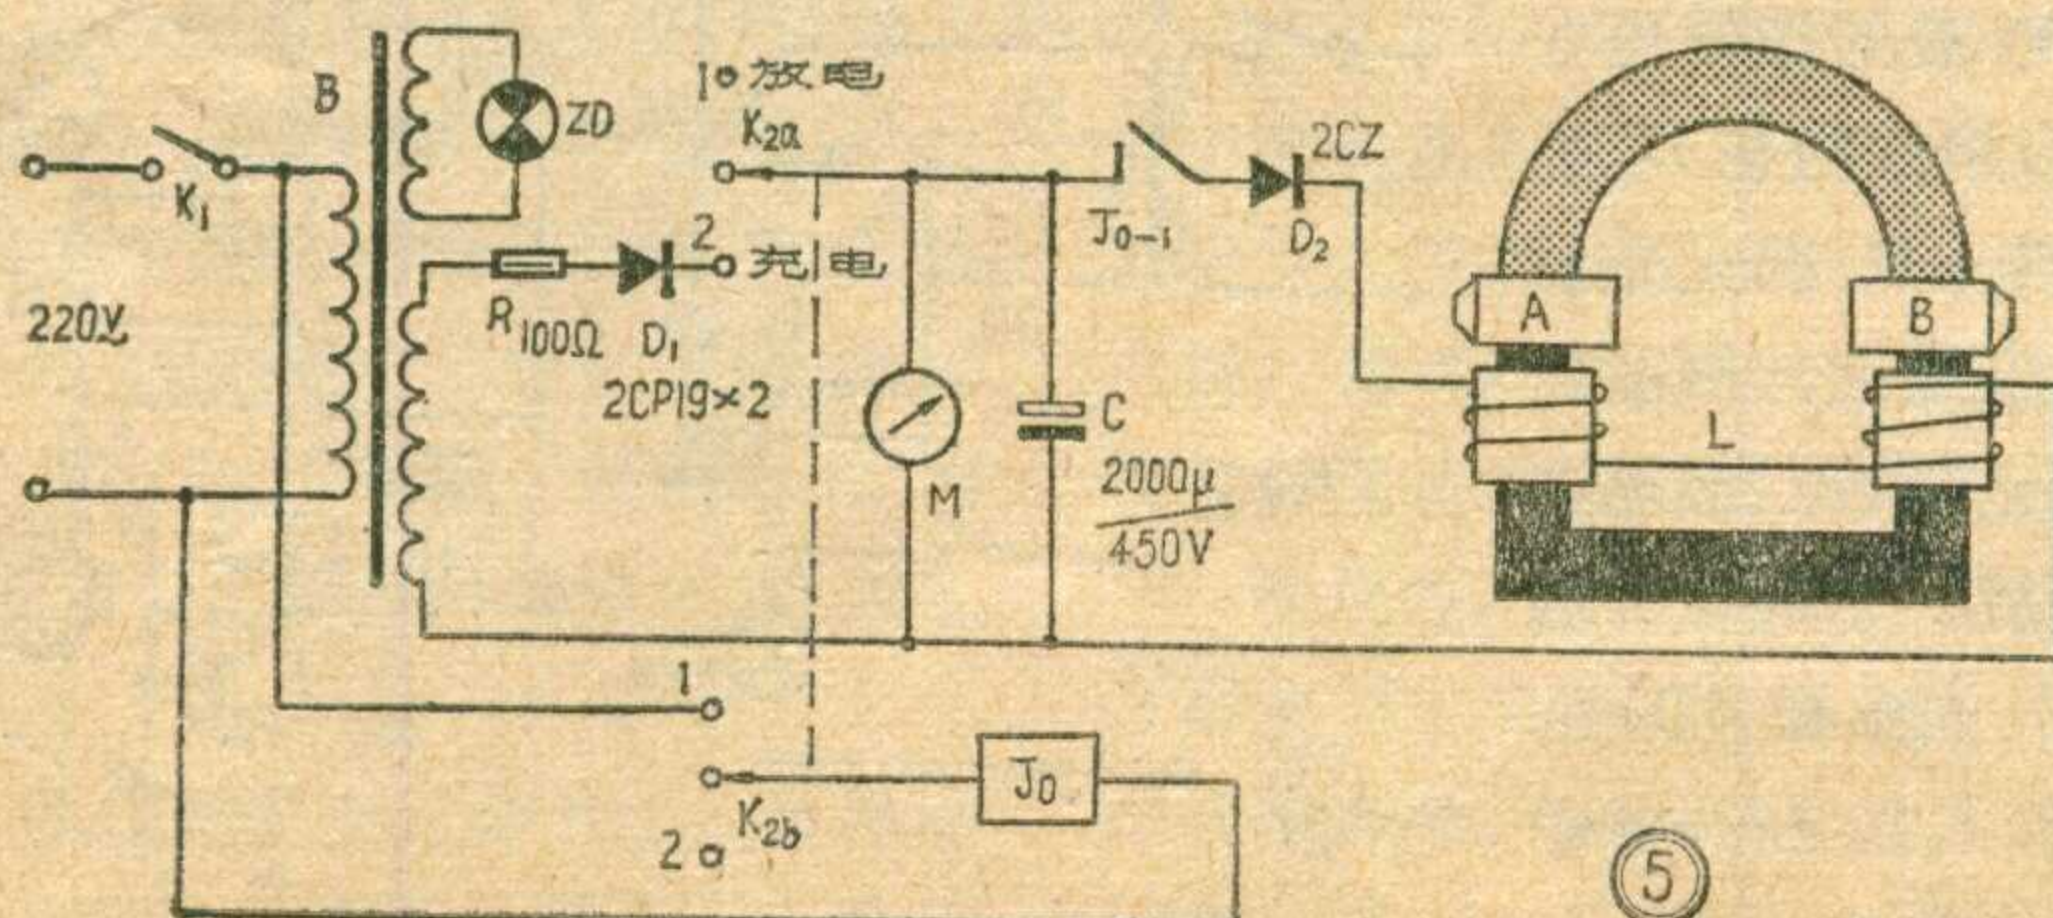 B
ZD
1 放电
K2a
K1
220V~
R 100Ω
D1
2CP19×2
2 充电
J0-1
2CZ
D2
M
C
2000μ
450V
A
B
L
1
K2b
2
J0
5